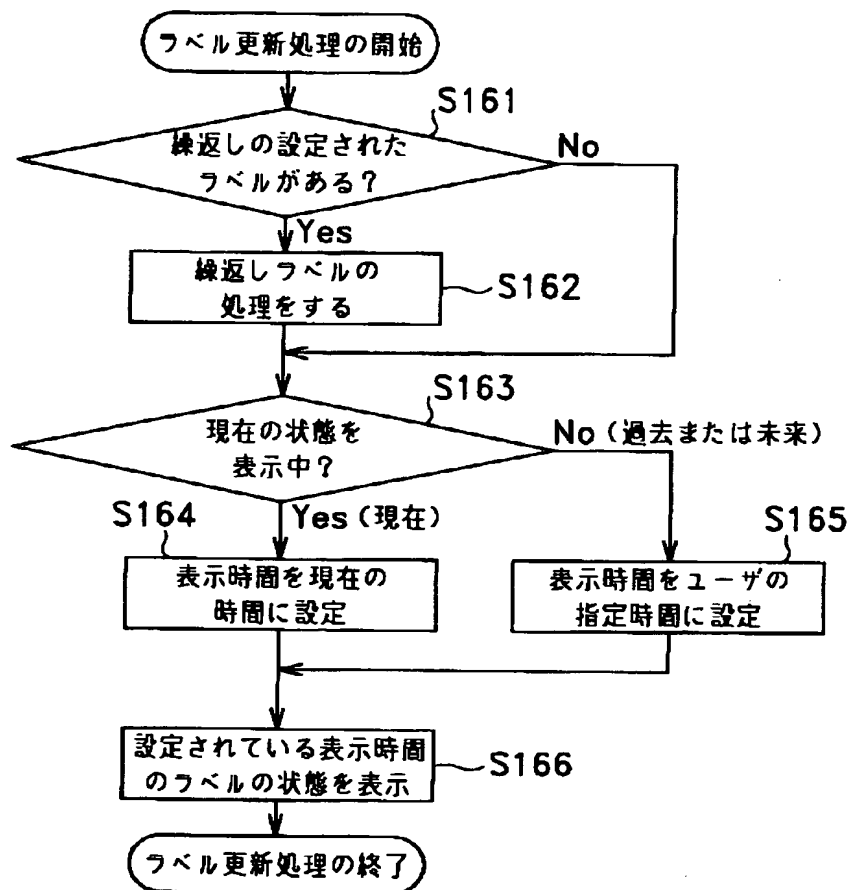 ラベル更新処理の開始
S161
繰返しの設定された
ラベルがある?
No
Yes
繰返しラベルの
処理をする
S162
S163
現在の状態を
表示中?
No(過去または未来)
Yes(現在)
S164
表示時間を現在の
時間に設定
S165
表示時間をユーザの
指定時間に設定
設定されている表示時間
のラベルの状態を表示
S166
ラベル更新処理の終了